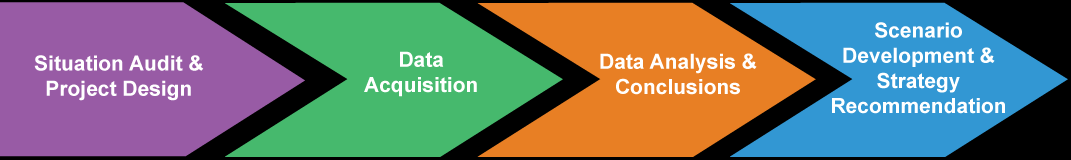 Situation Audit &
Project Design
Data
Acquisition
Data Analysis &
Conclusions
Scenario
Development &
Strategy
Recommendation